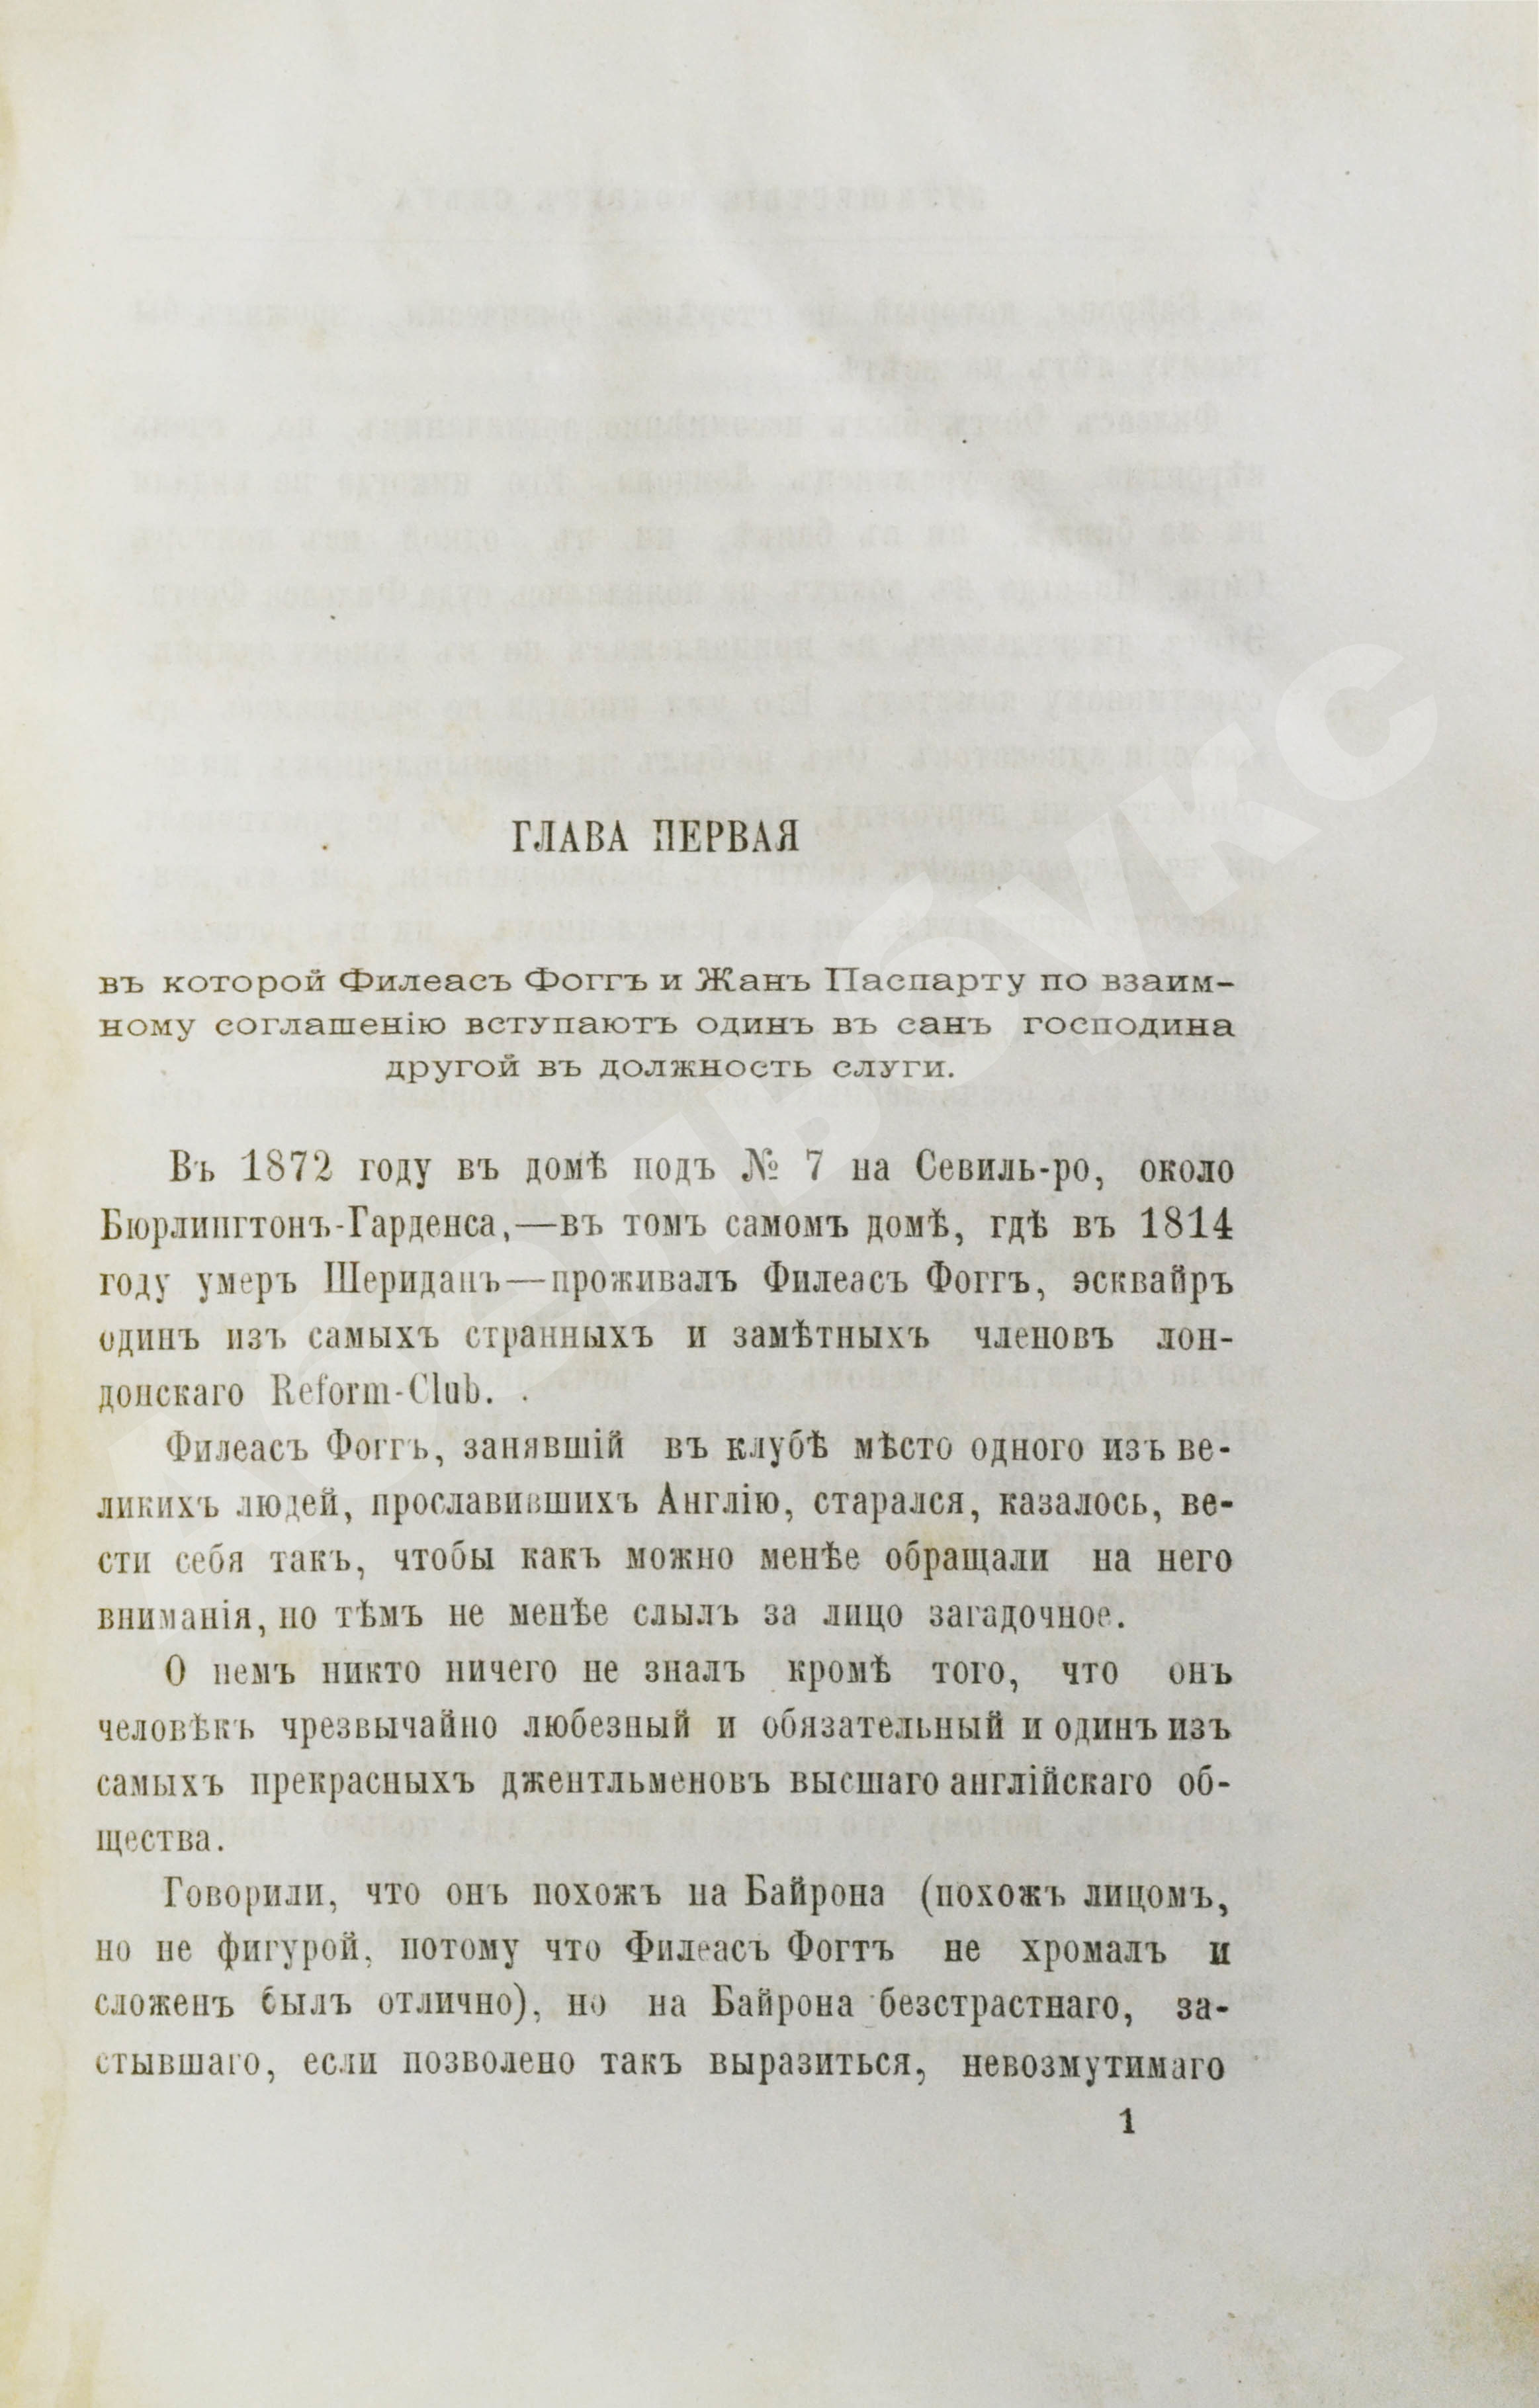 ГЛАВА ПЕРВАЯ
въ которой Филеасъ Фоггъ и Жанъ Паспарту по взаим-
ному соглашенію вступаютъ одинъ въ санъ господина
другой въ должность слуги.
Въ 1872 году въ домѣ подъ № 7 на Севиль-ро, около
Бюрлингтонъ-Гарденса,—въ томъ самомъ домѣ, гдѣ въ 1814
году умеръ Шериданъ—проживалъ Филеасъ Фоггъ, эсквайръ
одинъ изъ самыхъ странныхъ и замѣтныхъ членовъ лон-
донскаго Reform-Club.
Филеасъ Фоггъ, занявшій въ клубѣ мѣсто одного изъ ве-
ликихъ людей, прославившихъ Англію, старался, казалось, ве-
сти себя такъ, чтобы какъ можно менѣе обращали на него
вниманія, но тѣмъ не менѣе слылъ за лицо загадочное.
О немъ никто ничего не зналъ кромѣ того, что онъ
человѣкъ чрезвычайно любезный и обязательный и одинъ изъ
самыхъ прекрасныхъ джентльменовъ высшаго англійскаго об-
щества.
Говорили, что онъ похожъ на Байрона (похожъ лицомъ,
но не фигурой, потому что Филеасъ Фогтъ не хромалъ и
сложенъ былъ отлично), но на Байрона безстрастнаго, за-
стывшаго, если позволено такъ выразиться, невозмутимаго
1